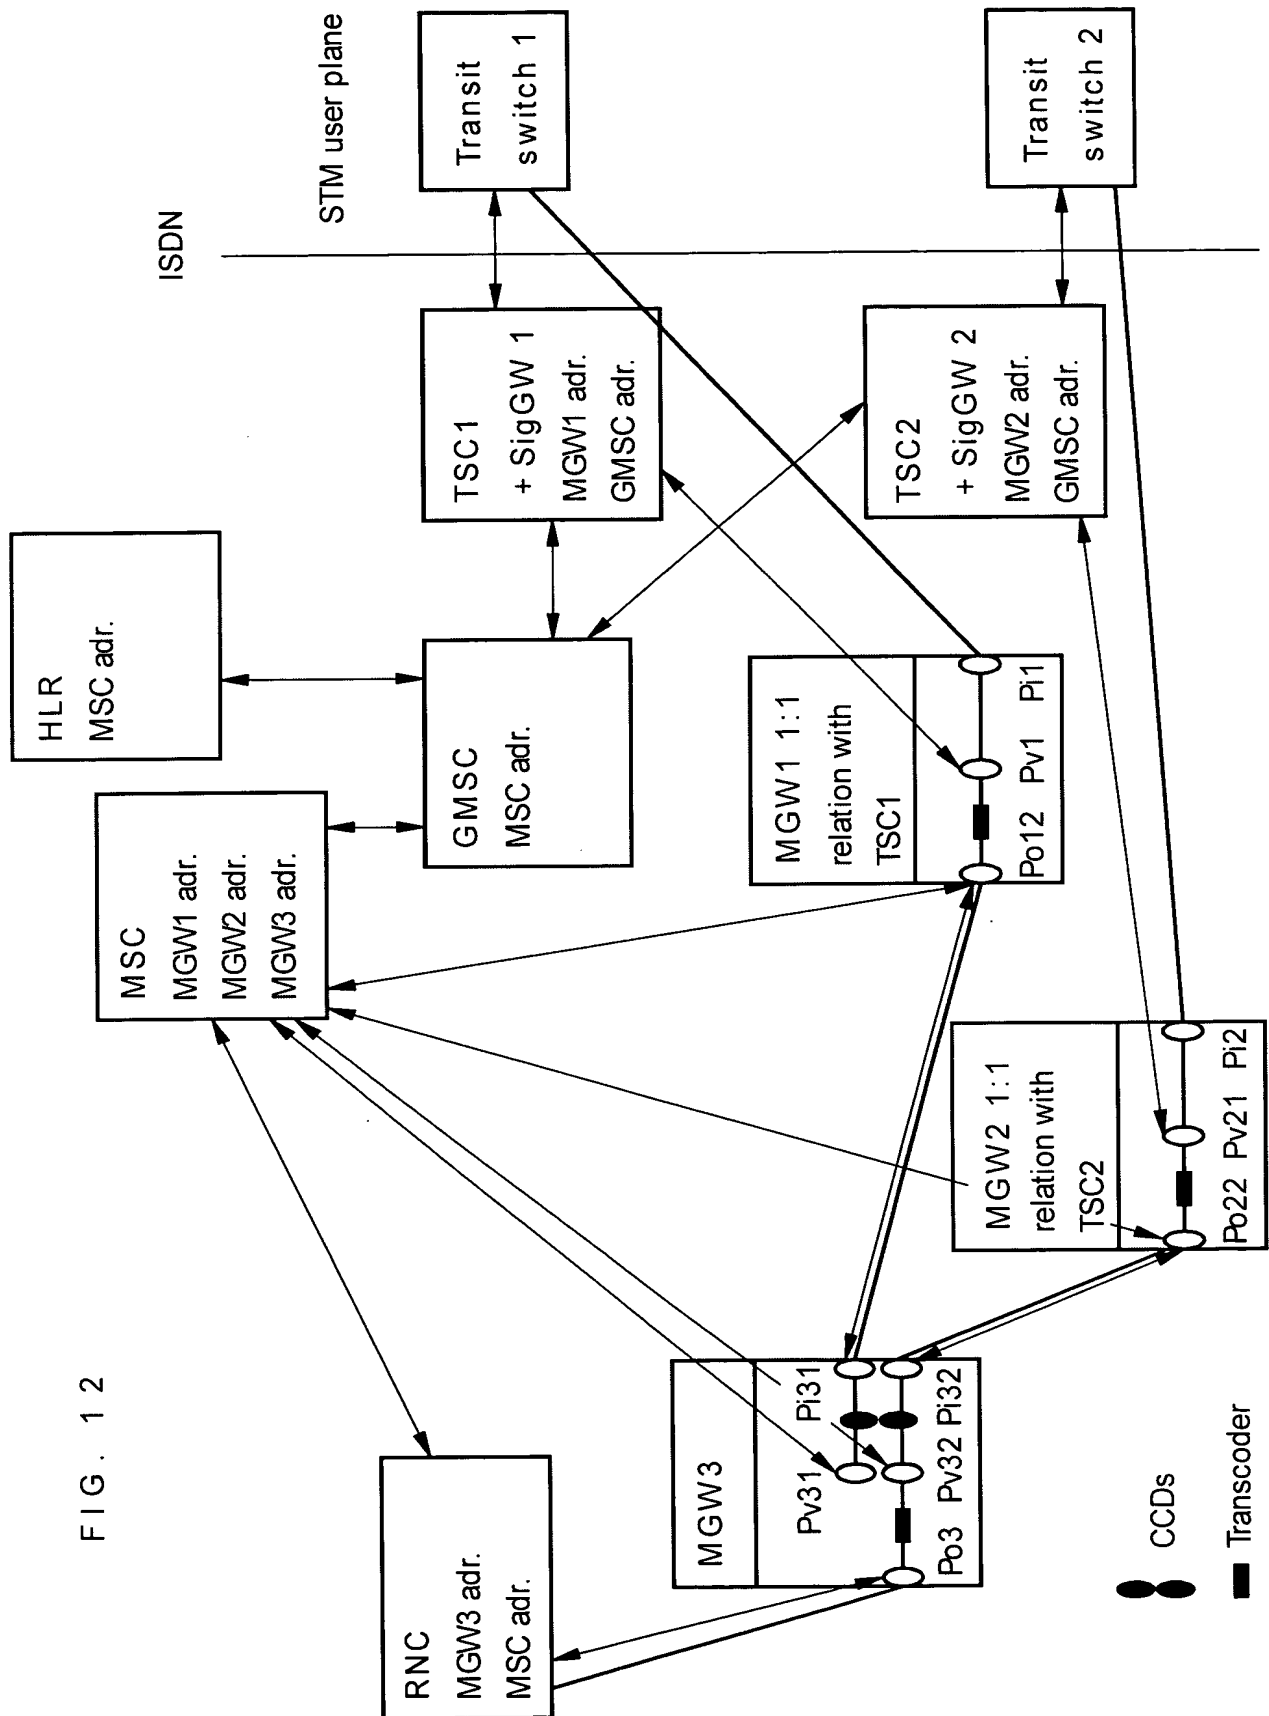 FIG. 12
ISDN
STM user plane
HLR
MSC adr.
MSC
MGW1 adr.
MGW2 adr.
MGW3 adr.
GMSC
MSC adr.
TSC1
+ SigGW 1
MGW1 adr.
GMSC adr.
Transit
switch 1
RNC
MGW3 adr.
MSC adr.
MGW3
Pv31 Pi31
Po3 Pv32 Pi32
MGW1 1:1
relation with
TSC1
Po12 Pv1 Pi1
TSC2
+ SigGW 2
MGW2 adr.
GMSC adr.
Transit
switch 2
MGW2 1:1
relation with
TSC2
Po22 Pv21 Pi2
CCDs
Transcoder